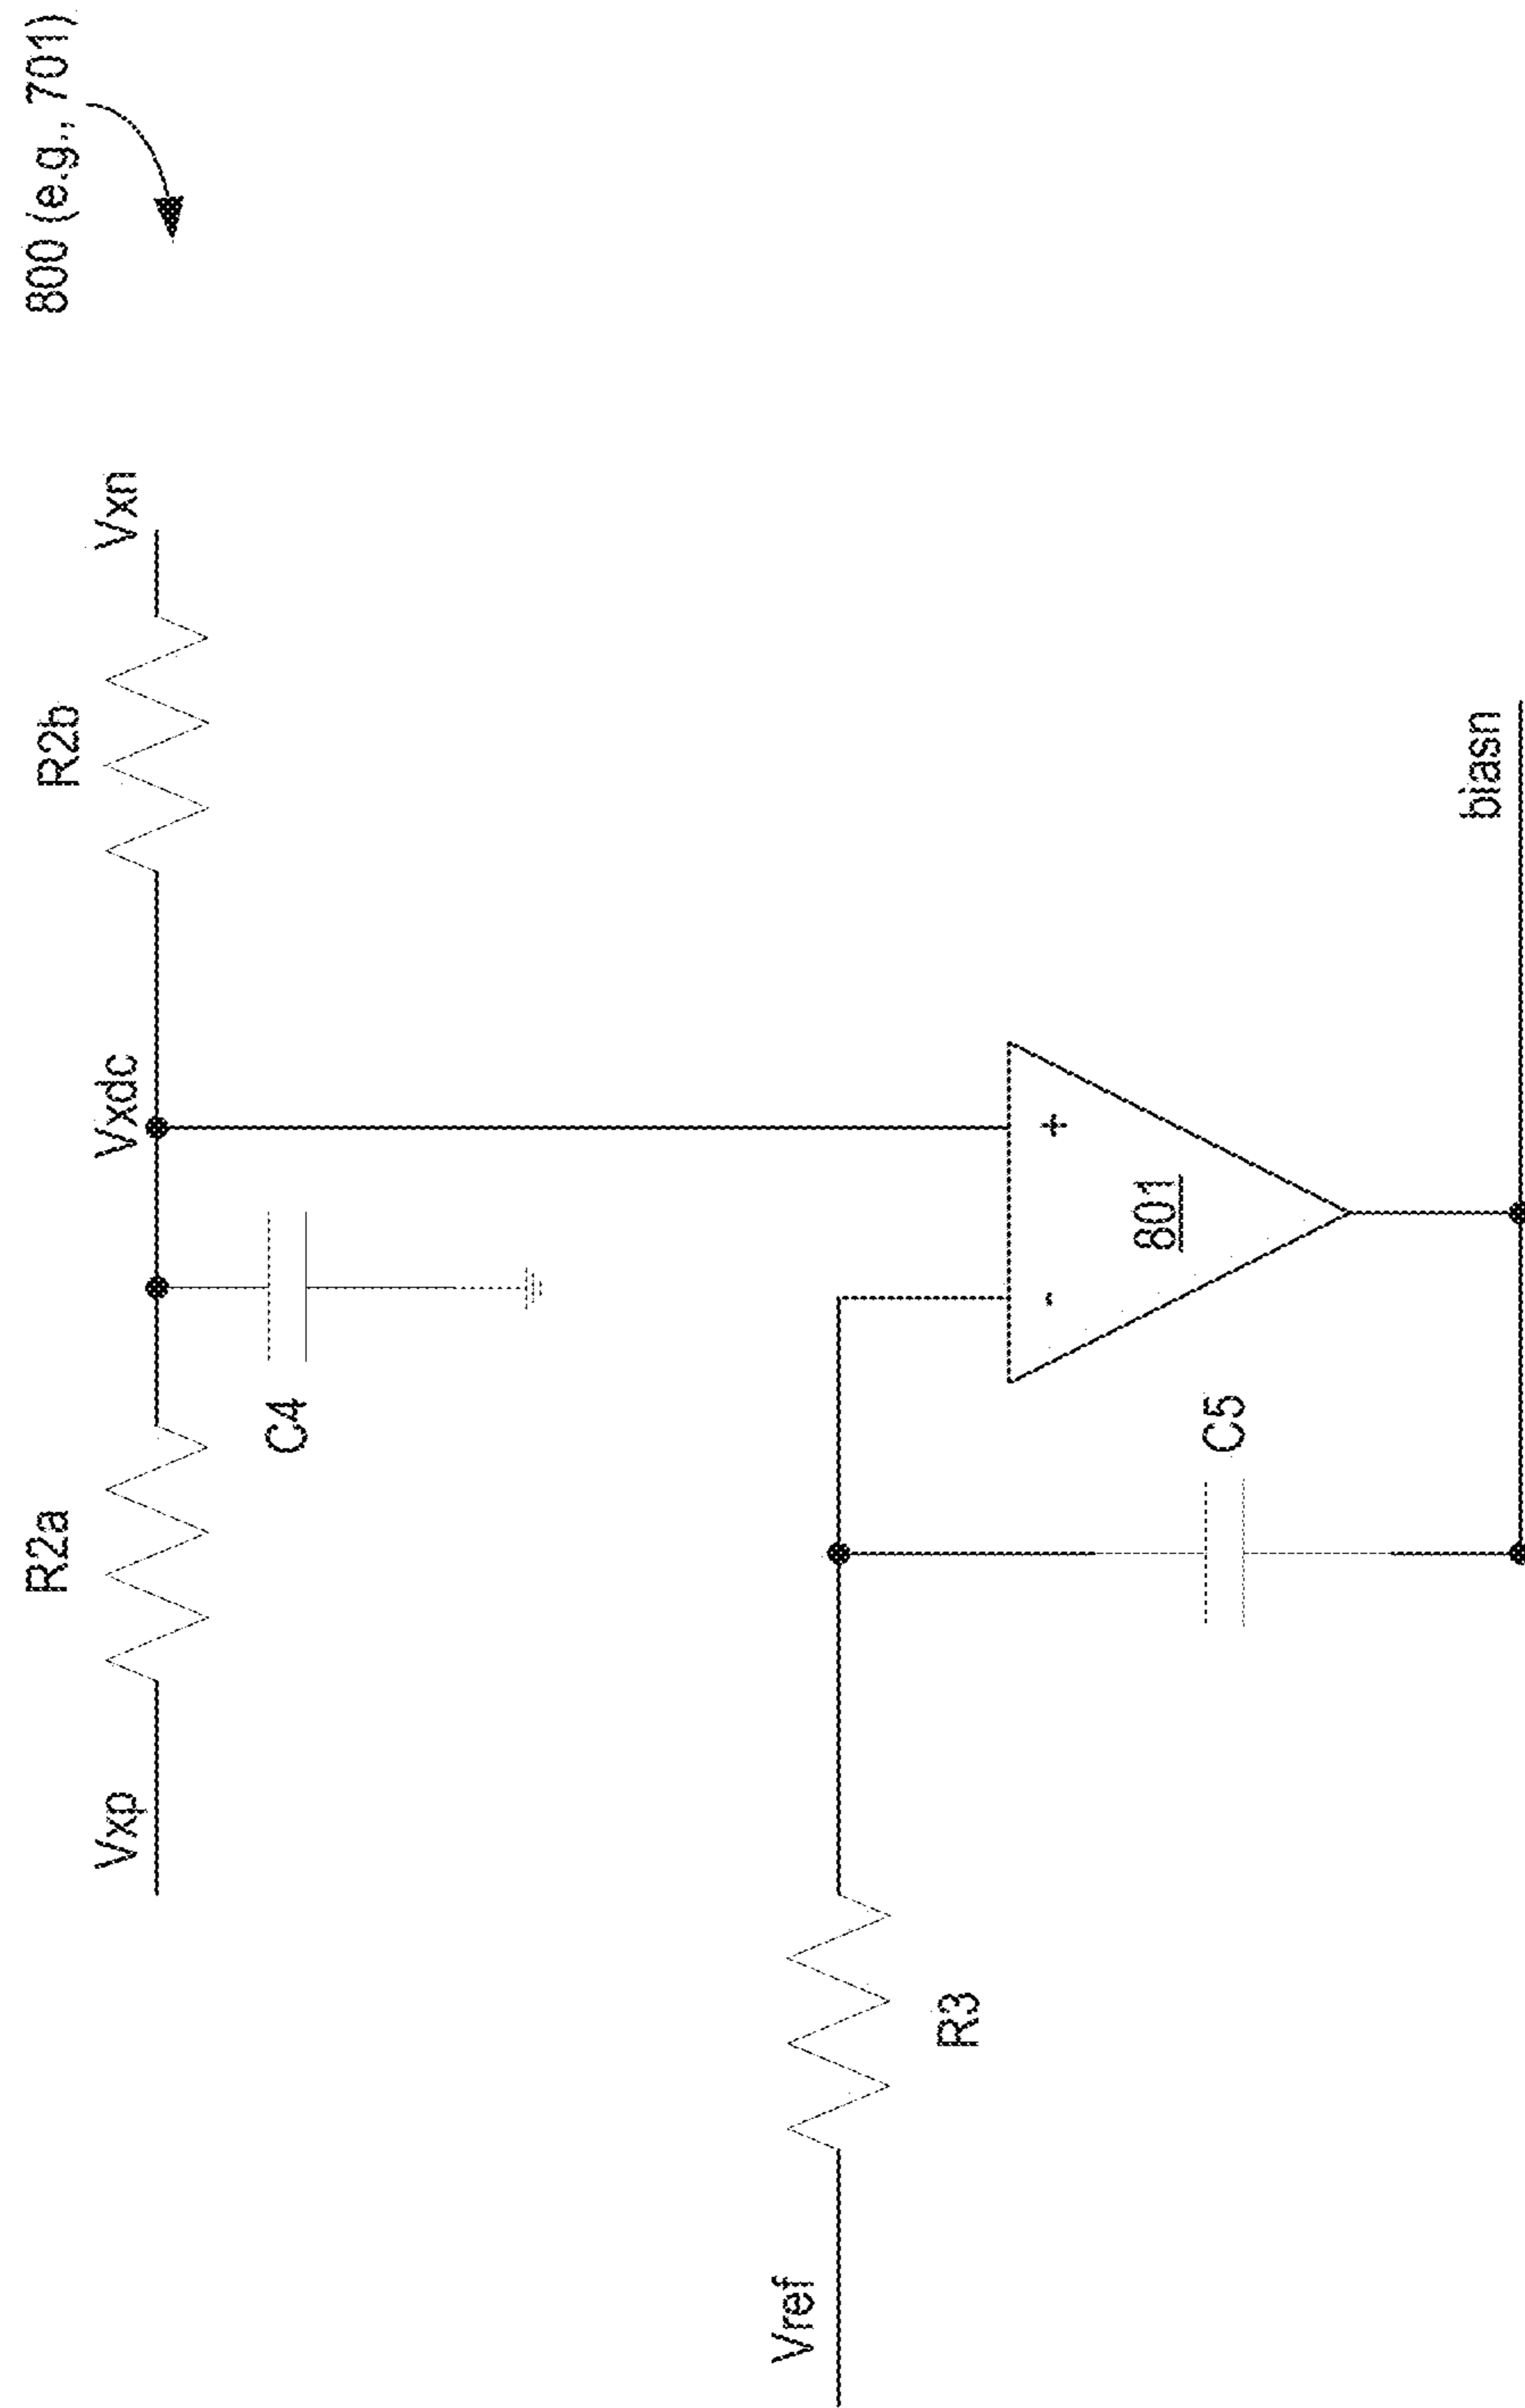 800 (e.g., 701)
R2a
R2b
Vxp
Vxdc
Vxn
C4
Vref
R3
-
+
801
C5
biasn